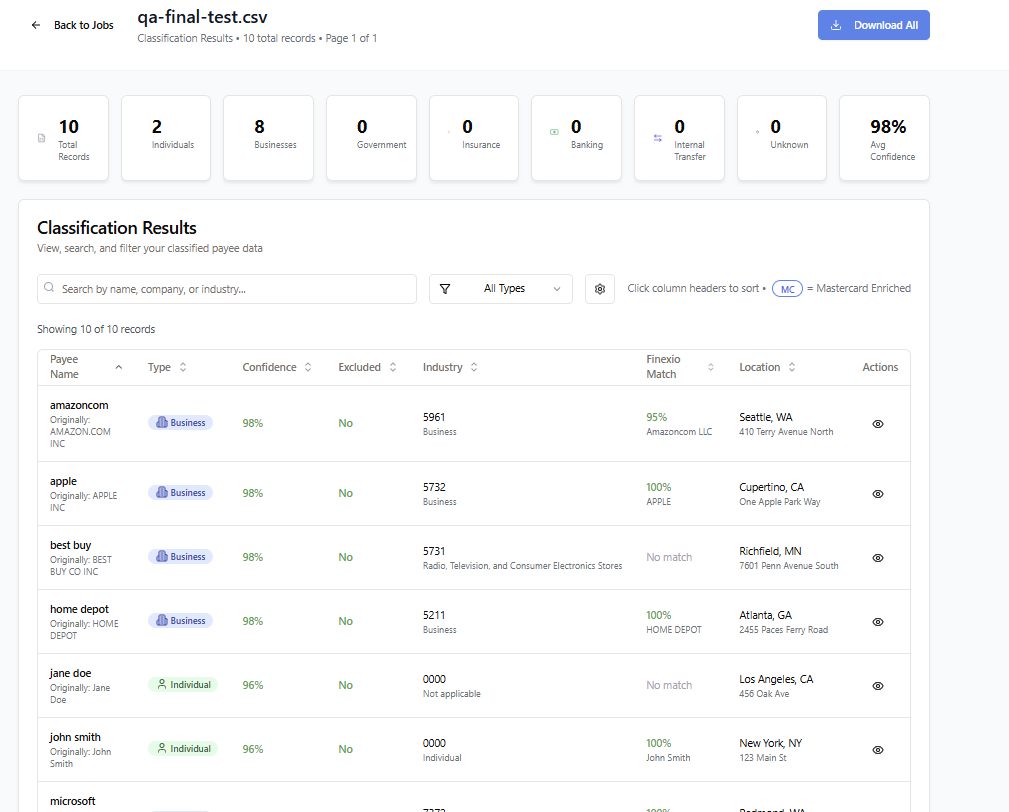 Back to Jobs
qa-final-test.csv
Classification Results • 10 total records • Page 1 of 1
Download All
10
Total
Records
2
Individuals
8
Businesses
0
Government
0
Insurance
0
Banking
0
Internal
Transfer
0
Unknown
98%
Avg
Confidence
Classification Results
View, search, and filter your classified payee data
Search by name, company, or industry...
All Types
Click column headers to sort • MC = Mastercard Enriched
Showing 10 of 10 records
Payee
Name
Type
Confidence
Excluded
Industry
Finexio
Match
Location
Actions
amazoncom
Originally:
AMAZON.COM
INC
Business
98%
No
5961
Business
95%
Amazoncom LLC
Seattle, WA
410 Terry Avenue North
apple
Originally: APPLE
INC
Business
98%
No
5732
Business
100%
APPLE
Cupertino, CA
One Apple Park Way
best buy
Originally: BEST
BUY CO INC
Business
98%
No
5731
Radio, Television, and Consumer Electronics Stores
No match
Richfield, MN
7601 Penn Avenue South
home depot
Originally: HOME
DEPOT
Business
98%
No
5211
Business
100%
HOME DEPOT
Atlanta, GA
2455 Paces Ferry Road
jane doe
Originally: Jane
Doe
Individual
96%
No
0000
Not applicable
No match
Los Angeles, CA
456 Oak Ave
john smith
Originally: John
Smith
Individual
96%
No
0000
Individual
100%
John Smith
New York, NY
123 Main St
microsoft